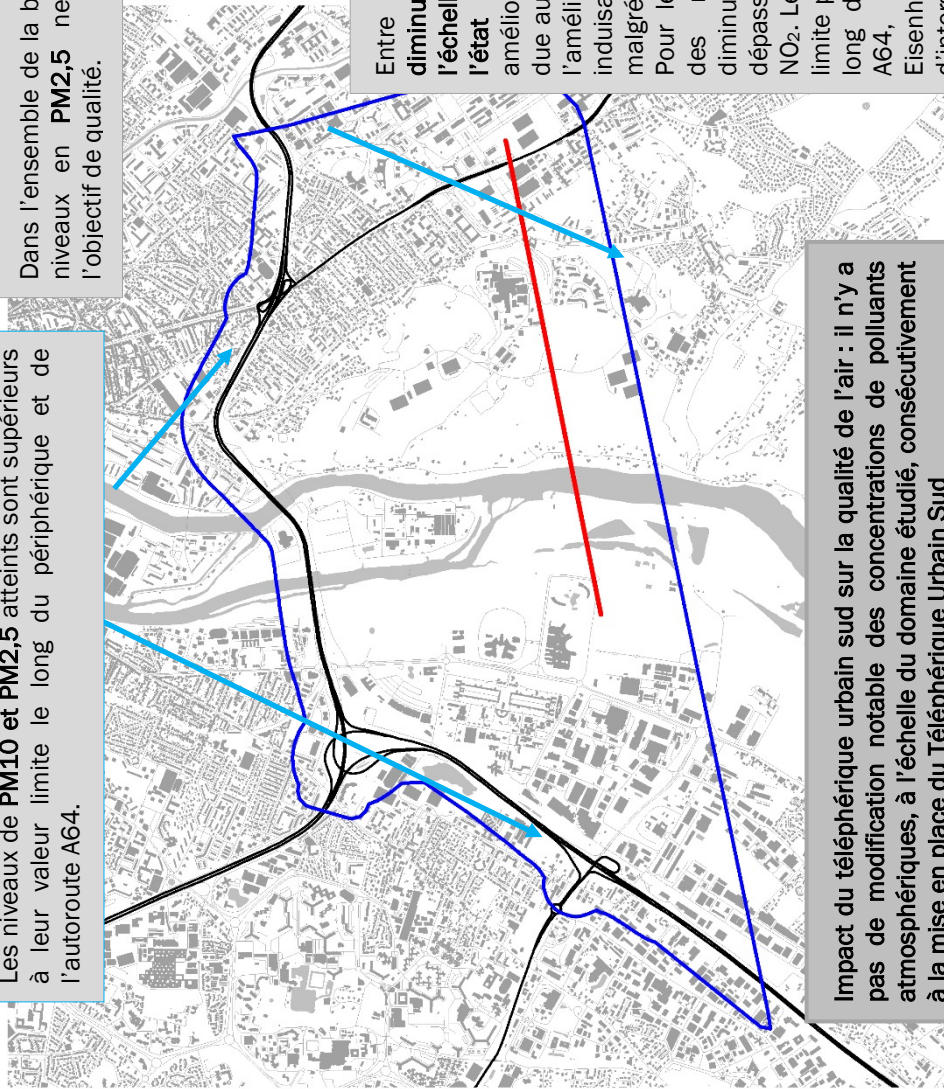 Les niveaux de PM10 et PM2,5 atteints sont supérieurs
à leur valeur limite le long du périphérique et de
l'autoroute A64.
Dans l'ensemble de la b
niveaux en PM2,5 ne
l'objectif de qualité.
Entre
diminu
l'échell
l'état
amélio
due au
l'améli
induisa
malgré
Pour le
des
diminu
dépass
NO₂. Le
limite p
long d
A64,
Eisenh
d'inter
Impact du téléphérique urbain sud sur la qualité de l'air : il n'y a
pas de modification notable des concentrations de polluants
atmosphériques, à l'échelle du domaine étudié, consécutivement
à la mise en place du Téléphérique Urbain Sud